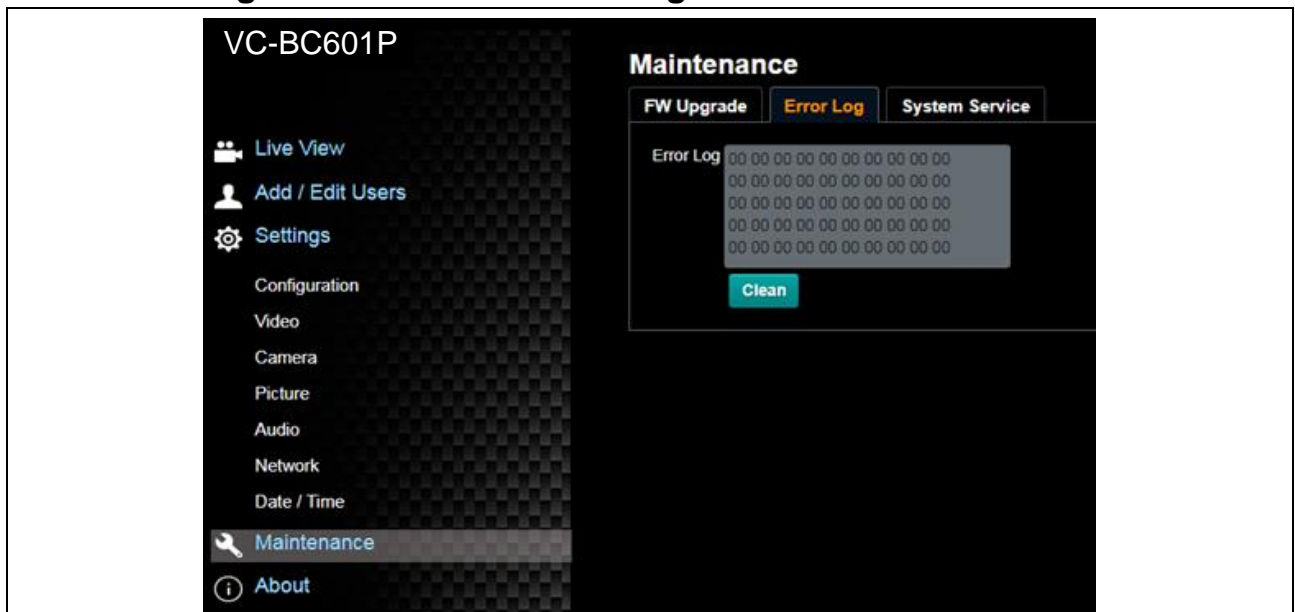 VC-BC601P
Live View
Add / Edit Users
Settings
Configuration
Video
Camera
Picture
Audio
Network
Date / Time
Maintenance
About
Maintenance
FW Upgrade Error Log System Service
Error Log 00 00 00 00 00 00 00 00 00 00
00 00 00 00 00 00 00 00 00 00
00 00 00 00 00 00 00 00 00 00
00 00 00 00 00 00 00 00 00 00
00 00 00 00 00 00 00 00 00 00
Clean